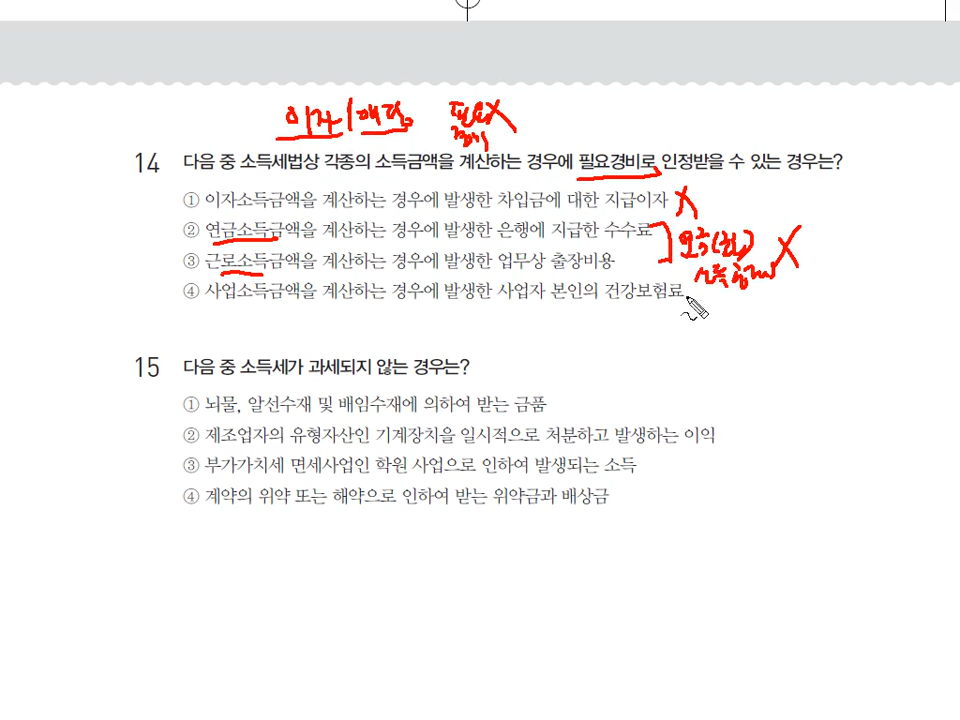 이자/배당 필요
경비
14 다음 중 소득세법상 각종의 소득금액을 계산하는 경우에 필요경비로 인정받을 수 있는 경우는?
① 이자소득금액을 계산하는 경우에 발생한 차입금에 대한 지급이자 X
② 연금소득금액을 계산하는 경우에 발생한 은행에 지급한 수수료
③ 근로소득금액을 계산하는 경우에 발생한 업무상 출장비용
④ 사업소득금액을 계산하는 경우에 발생한 사업자 본인의 건강보험료
15 다음 중 소득세가 과세되지 않는 경우는?
① 뇌물, 알선수재 및 배임수재에 의하여 받는 금품
② 제조업자의 유형자산인 기계장치을 일시적으로 처분하고 발생하는 이익
③ 부가가치세 면세사업인 학원 사업으로 인하여 발생되는 소득
④ 계약의 위약 또는 해약으로 인하여 받는 위약금과 배상금